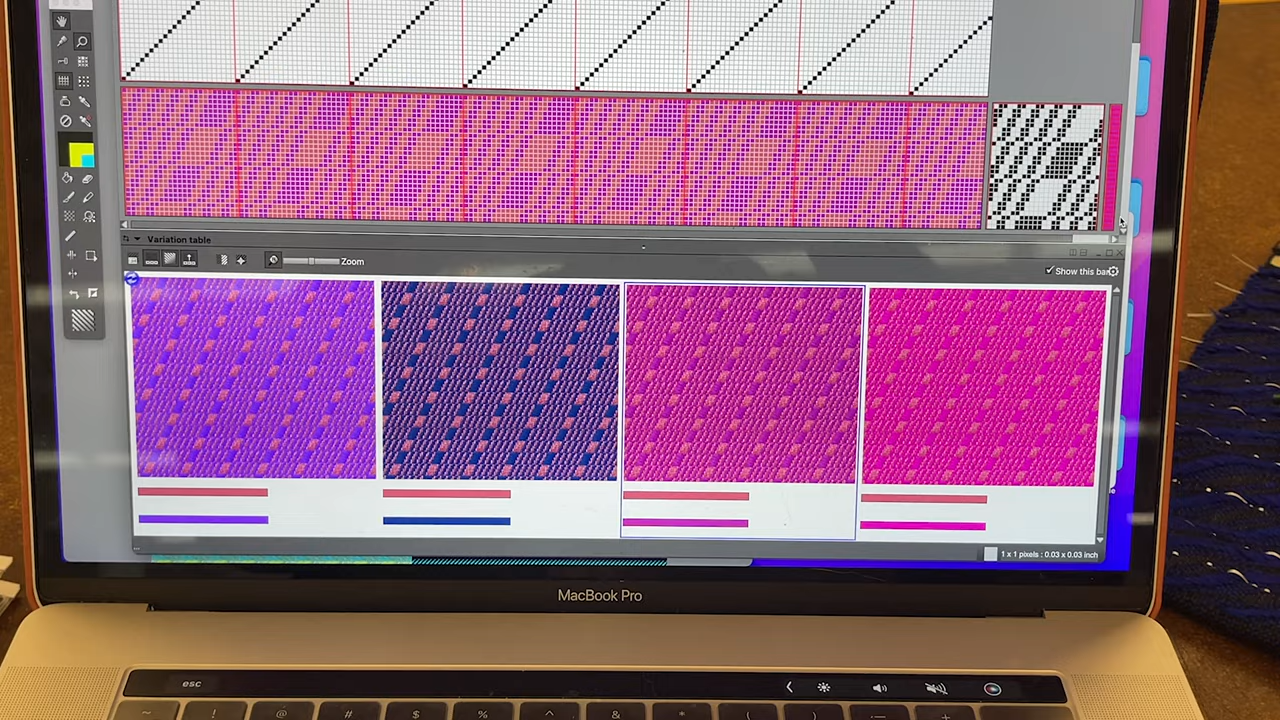 Variation table
Zoom
Show this bar
1 x 1 pixels : 0.03 x 0.03 inch
MacBook Pro
esc
~ ! @ # $ % ^ & * ( ) — +